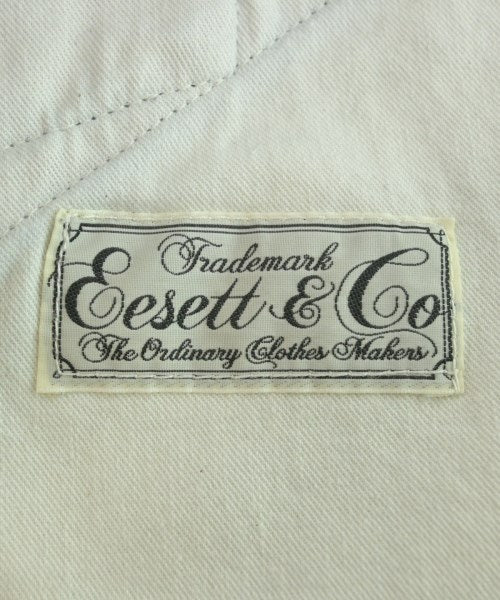 Trademark
Eesett & Co
The Ordinary Clothes Makers